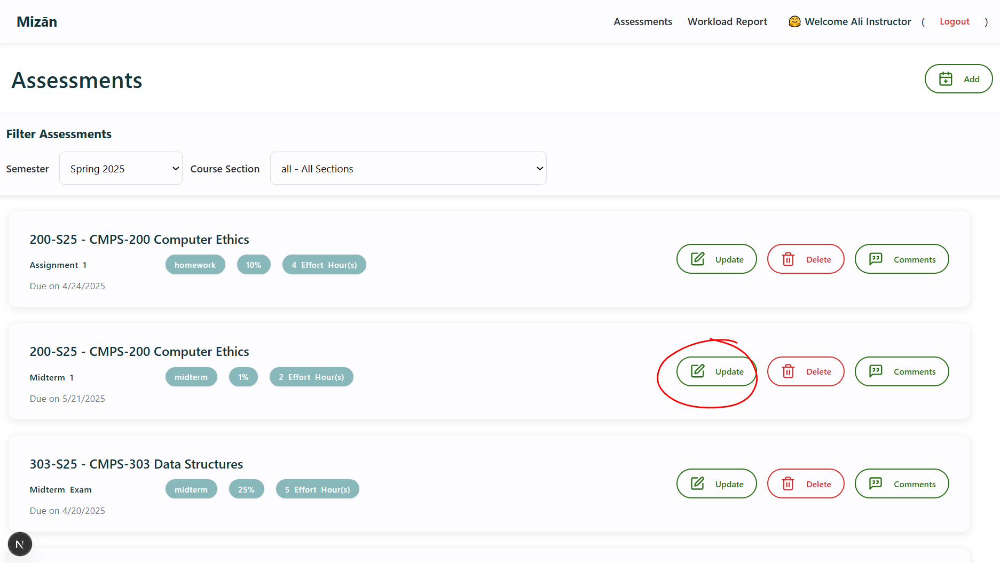 Mizān
Assessments Workload Report 🤗 Welcome Ali Instructor ( Logout )
Assessments
Add
Filter Assessments
Semester Spring 2025 Course Section all - All Sections
200-S25 - CMPS-200 Computer Ethics
Assignment 1 homework 10% 4 Effort Hour(s)
Update Delete Comments
Due on 4/24/2025
200-S25 - CMPS-200 Computer Ethics
Midterm 1 midterm 1% 2 Effort Hour(s)
Update Delete Comments
Due on 5/21/2025
303-S25 - CMPS-303 Data Structures
Midterm Exam midterm 25% 5 Effort Hour(s)
Update Delete Comments
Due on 4/20/2025
N